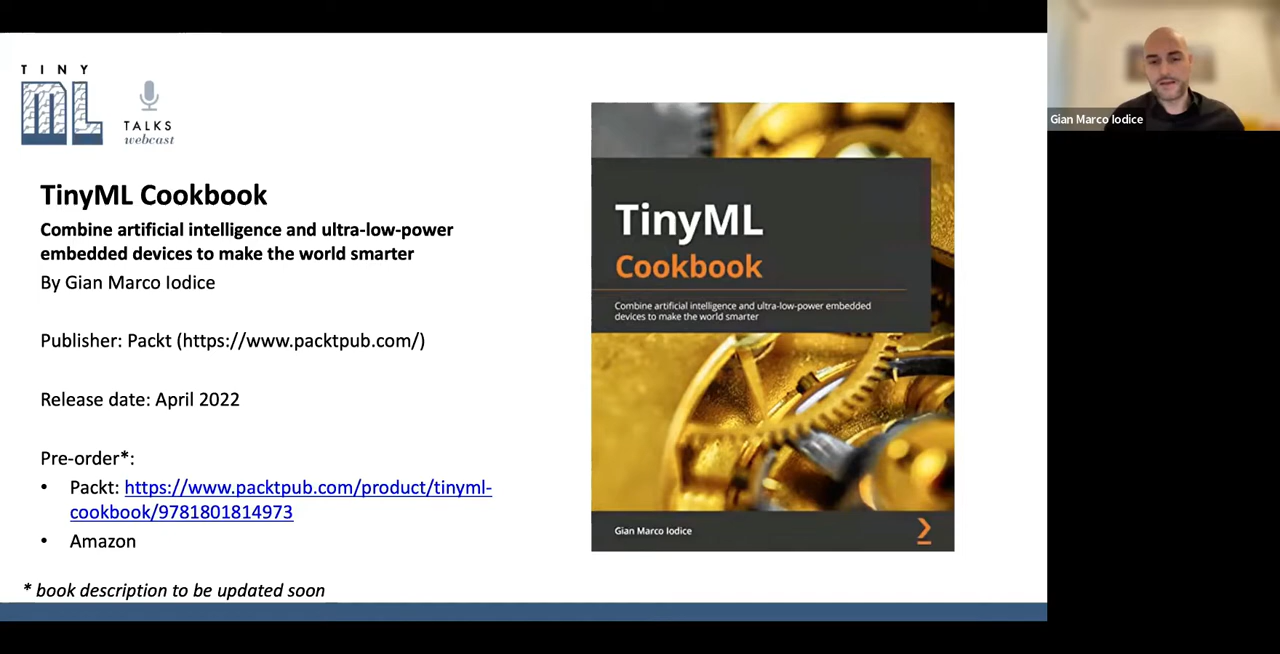 TINY
ML
TALKS
webcast
TinyML Cookbook
Combine artificial intelligence and ultra-low-power
embedded devices to make the world smarter
By Gian Marco Iodice
Publisher: Packt (https://www.packtpub.com/)
Release date: April 2022
Pre-order*:
• Packt: https://www.packtpub.com/product/tinyml-
cookbook/9781801814973
• Amazon
* book description to be updated soon
TinyML
Cookbook
Combine artificial intelligence and ultra-low-power embedded
devices to make the world smarter
Gian Marco Iodice
Gian Marco Iodice